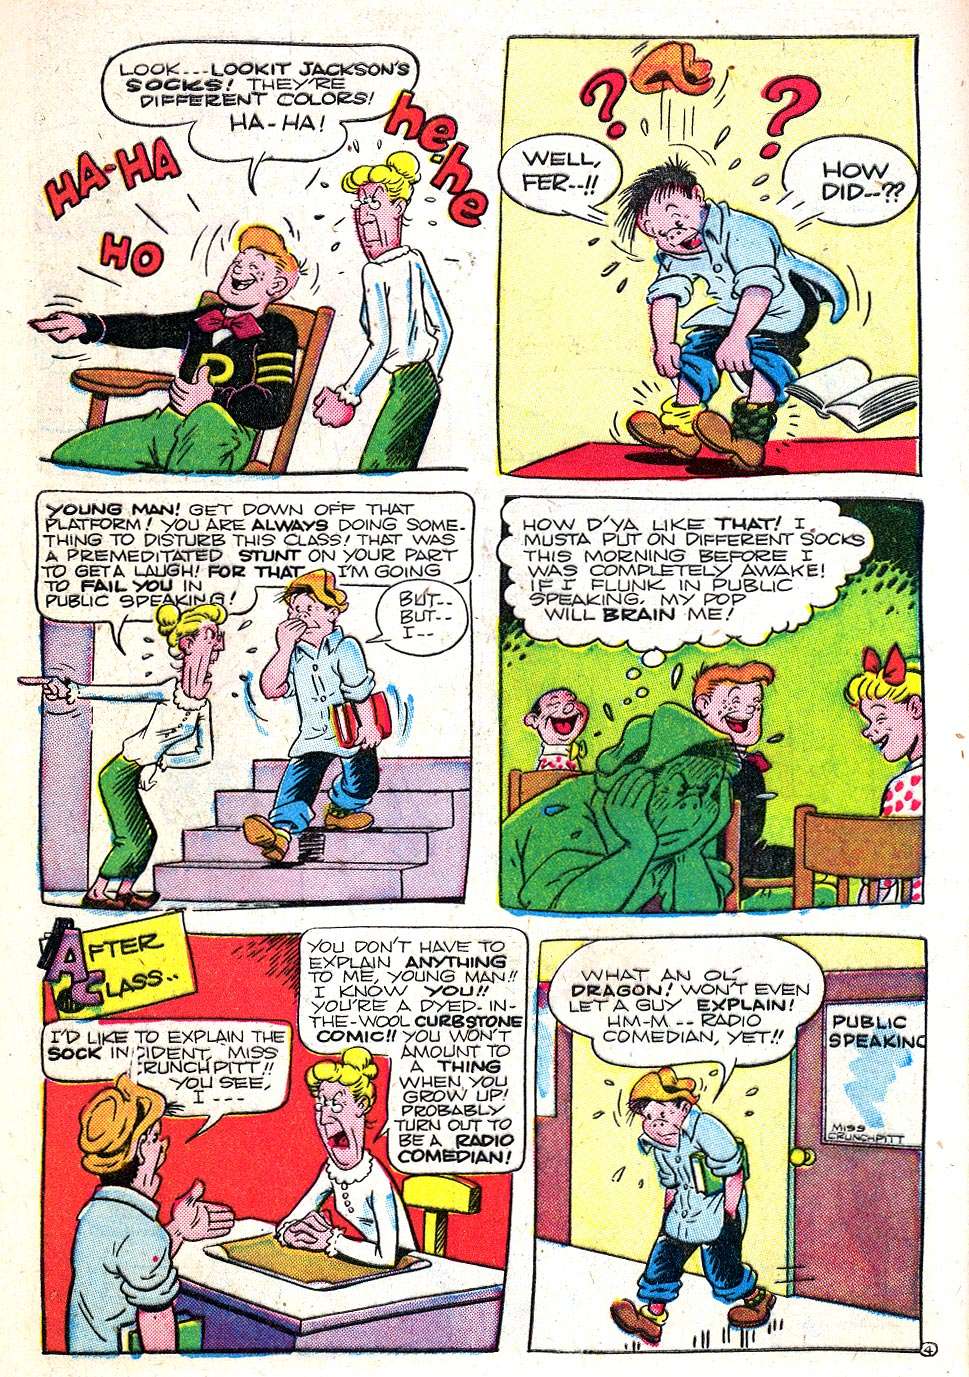 LOOK---LOOKIT JACKSON'S
SOCKS! THEY'RE
DIFFERENT COLORS!
HA-HA!
HA-HA
HO
he-he-he
WELL,
FER--!!
?
?
HOW
DID--??
YOUNG MAN! GET DOWN OFF THAT
PLATFORM! YOU ARE ALWAYS DOING SOME-
THING TO DISTURB THIS CLASS! THAT WAS
A PREMEDITATED STUNT ON YOUR PART
TO GET A LAUGH! FOR THAT I'M GOING
TO FAIL YOU IN
PUBLIC SPEAKING!
BUT--
BUT--
I--
HOW D'YA LIKE THAT! I
MUSTA PUT ON DIFFERENT SOCKS
THIS MORNING BEFORE I
WAS COMPLETELY AWAKE!
IF I FLUNK IN PUBLIC
SPEAKING, MY POP
WILL BRAIN ME!
AFTER
CLASS..
I'D LIKE TO EXPLAIN THE
SOCK INCIDENT, MISS
CRUNCHPITT!!
YOU SEE,
I ---
YOU DON'T HAVE TO
EXPLAIN ANYTHING
TO ME, YOUNG MAN!!
I KNOW YOU!!
YOU'RE A DYED-IN-
THE-WOOL CURBSTONE
COMIC!! YOU WON'T
AMOUNT TO
A THING
WHEN YOU
GROW UP!
PROBABLY
TURN OUT TO
BE A RADIO
COMEDIAN!
WHAT AN OL'
DRAGON! WON'T EVEN
LET A GUY EXPLAIN!
HM-M -- RADIO
COMEDIAN, YET!!
PUBLIC
SPEAKING
MISS
CRUNCHPITT
4